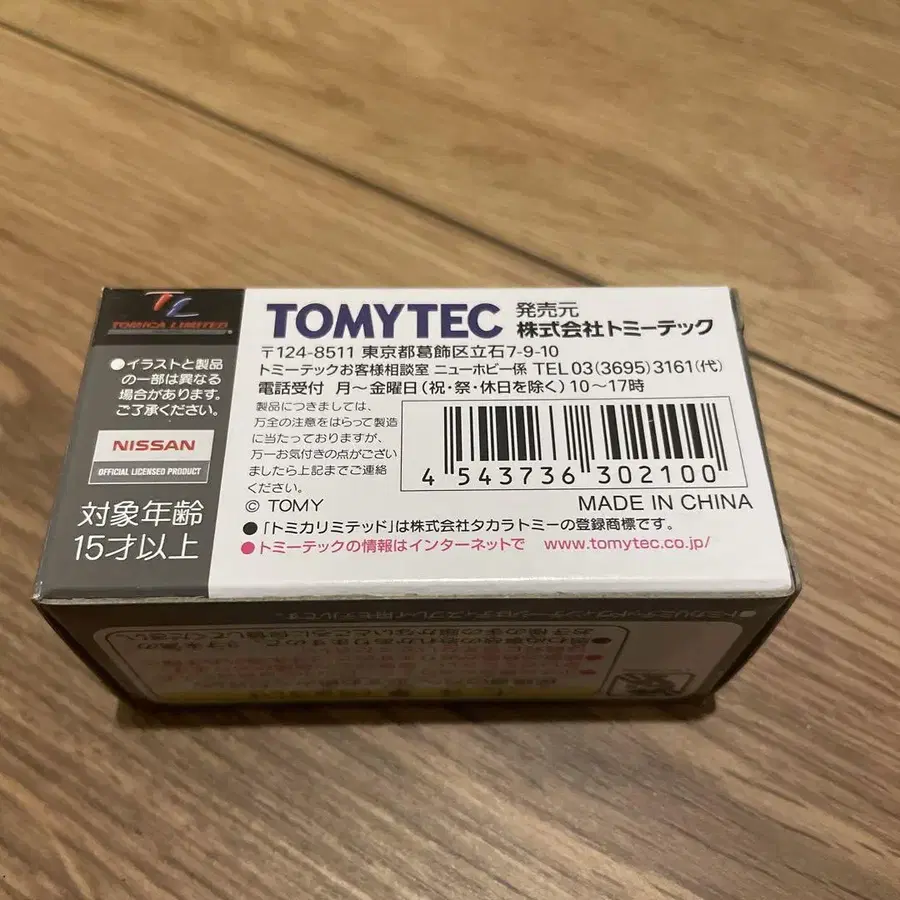 TL
TOMICA LIMITED
●イラストと製品
の一部は異なる
場合があります。
ご了承ください。
NISSAN
OFFICIAL LICENSED PRODUCT
対象年齢
15才以上
TOMYTEC 発売元
株式会社トミーテック
〒124-8511 東京都葛飾区立石7-9-10
トミーテックお客様相談室 ニューホビー係 TEL 03(3695)3161(代)
電話受付 月〜金曜日(祝・祭・休日を除く)10〜17時
製品につきましては、
万全の注意をはらって製造
に当たっておりますが、
万一お気付きの点がござい
ましたら上記までご連絡
ください。
4 543736 302100
© TOMY
MADE IN CHINA
●「トミカリミテッド」は株式会社タカラトミーの登録商標です。
●トミーテックの情報はインターネットで www.tomytec.co.jp/